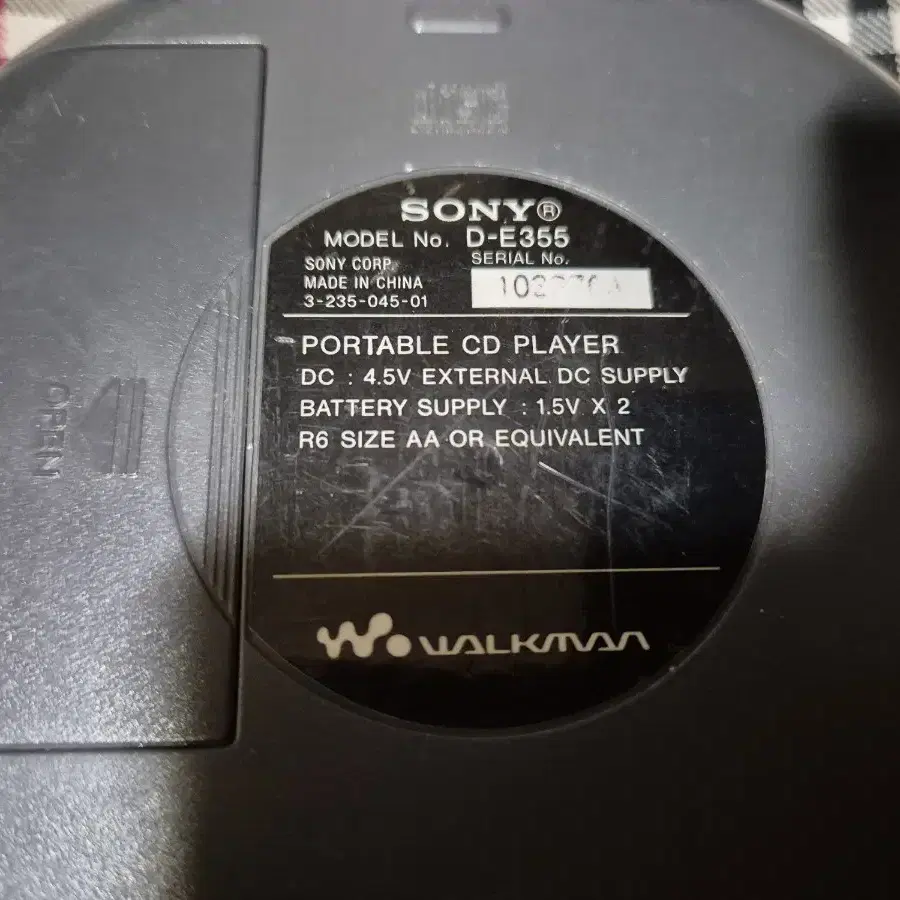 SONY®
MODEL No. D-E355
SONY CORP.
MADE IN CHINA
3-235-045-01
SERIAL No.
PORTABLE CD PLAYER
DC : 4.5V EXTERNAL DC SUPPLY
BATTERY SUPPLY : 1.5V X 2
R6 SIZE AA OR EQUIVALENT
WALKMAN
OPEN